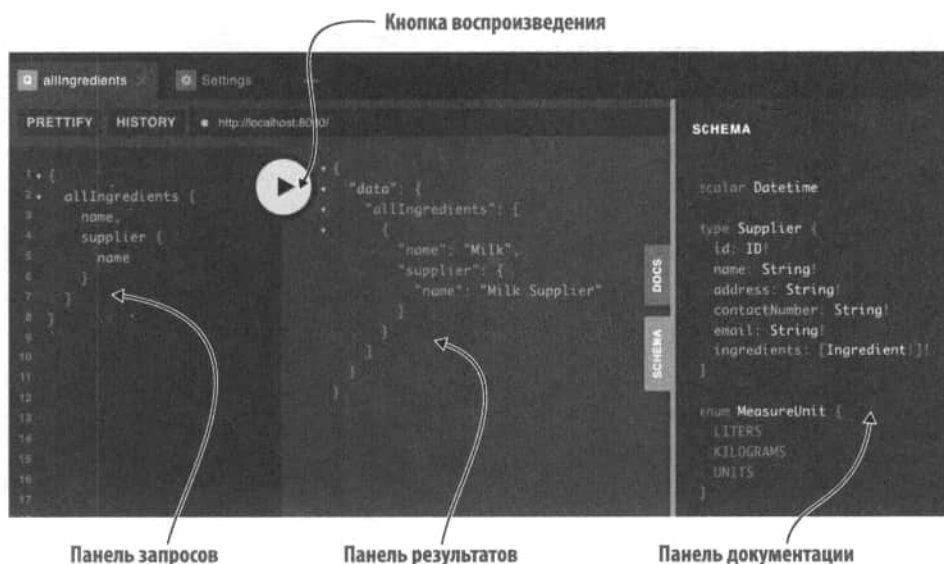 Кнопка воспроизведения
allIngredients
Settings
PRETTIFY HISTORY http://localhost:8080/
1 {
2 allIngredients {
3 name,
4 supplier {
5 name
6 }
7 }
8 }
9
10
11
12
13
14
15
16
17
{
"data": {
"allIngredients": [
{
"name": "Milk",
"supplier": {
"name": "Milk Supplier"
}
}
]
}
}
DOCS
SCHEMA
SCHEMA
scalar Datetime
type Supplier {
id: ID!
name: String!
address: String!
contactNumber: String!
email: String!
ingredients: [Ingredient!]!
}
enum MeasureUnit {
LITERS
KILOGRAMS
UNITS
}
Панель запросов
Панель результатов
Панель документации